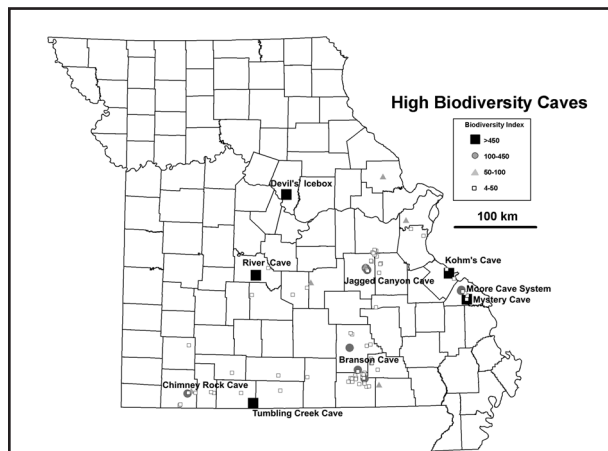 High Biodiversity Caves
Biodiversity Index
>450
100-450
50-100
4-50
100 km
Devil's Icebox
River Cave
Kohm's Cave
Jagged Canyon Cave
Moore Cave System
Mystery Cave
Branson Cave
Chimney Rock Cave
Tumbling Creek Cave